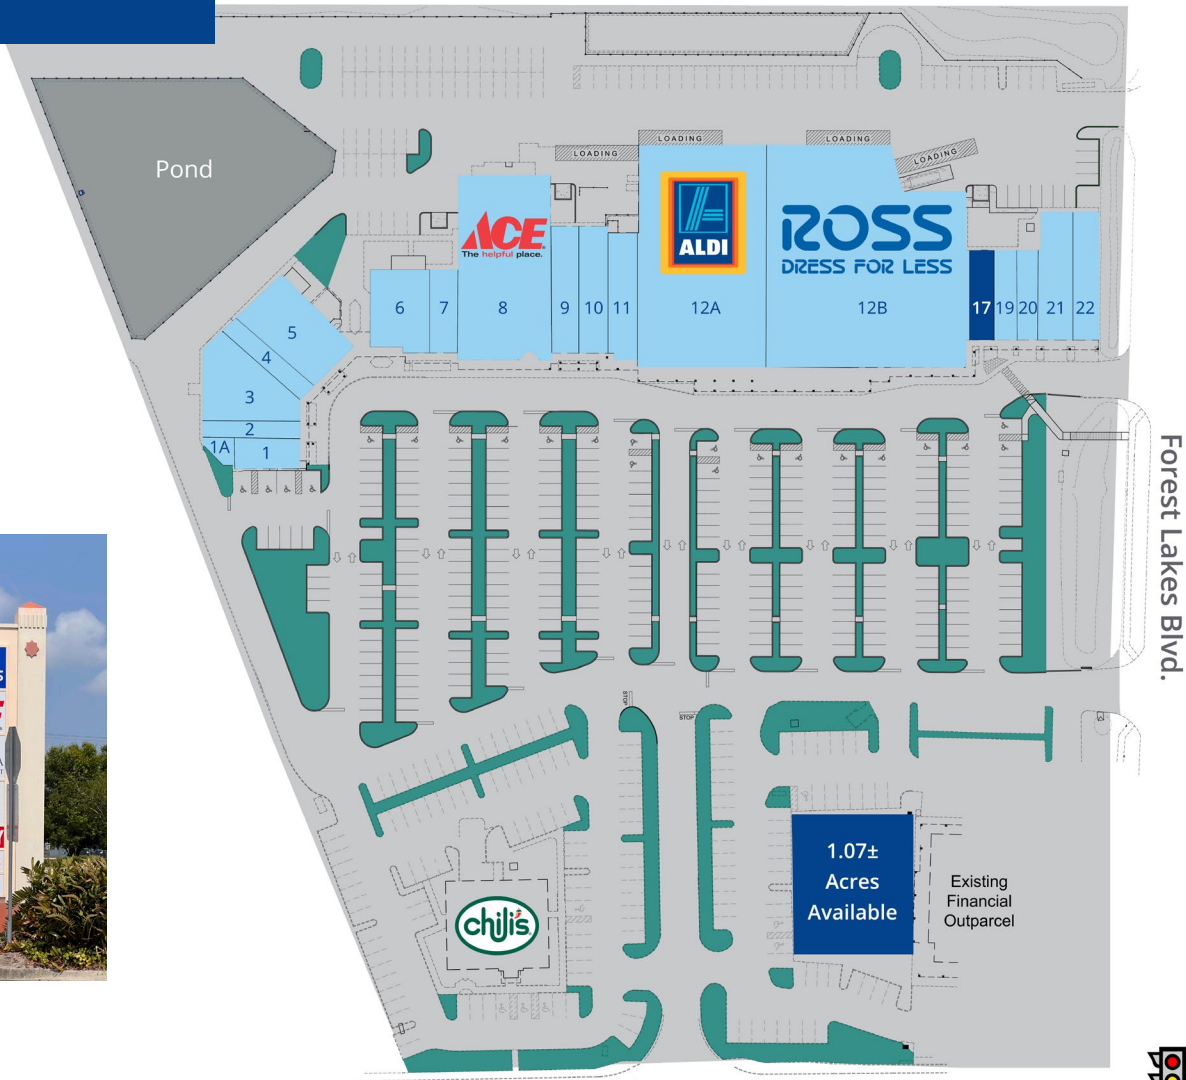 Pond
LOADING
LOADING
LOADING
LOADING
ACE
The helpful place.
ALDI
ROSS
DRESS FOR LESS
6
7
8
9
10
11
12A
12B
17
19
20
21
22
5
4
3
2
1A
1
Forest Lakes Blvd.
STOP
STOP
1.07±
Acres
Available
Existing
Financial
Outparcel
chili's